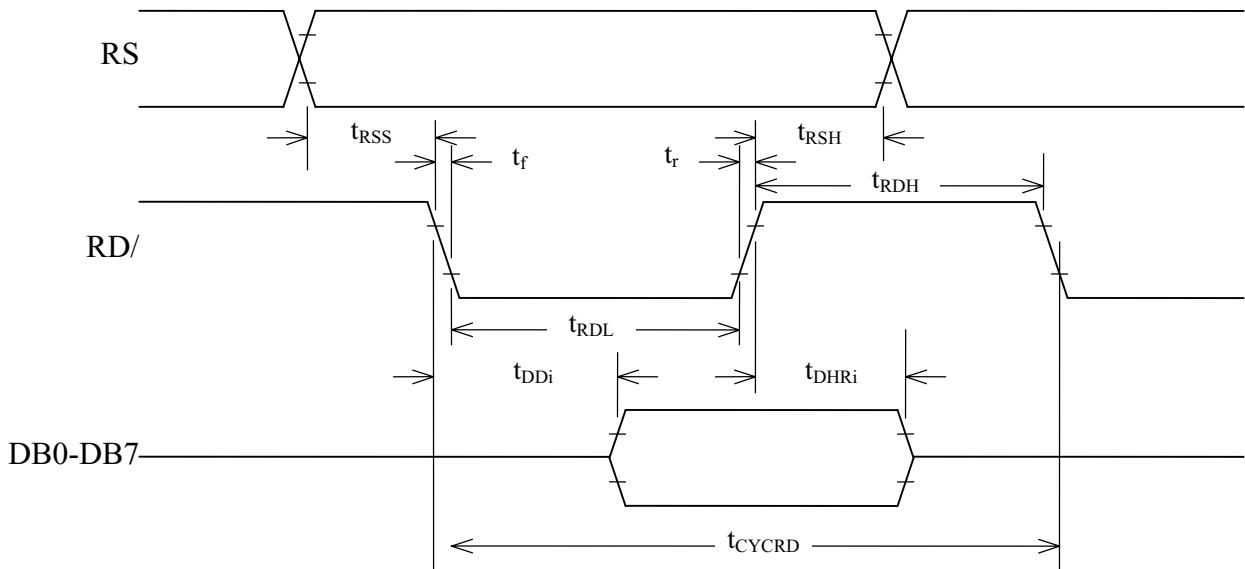 RS
tRSS
tRSH
tf
tr
tRDH
RD/
tRDL
tDDi
tDHRi
DB0-DB7
tCYCRD